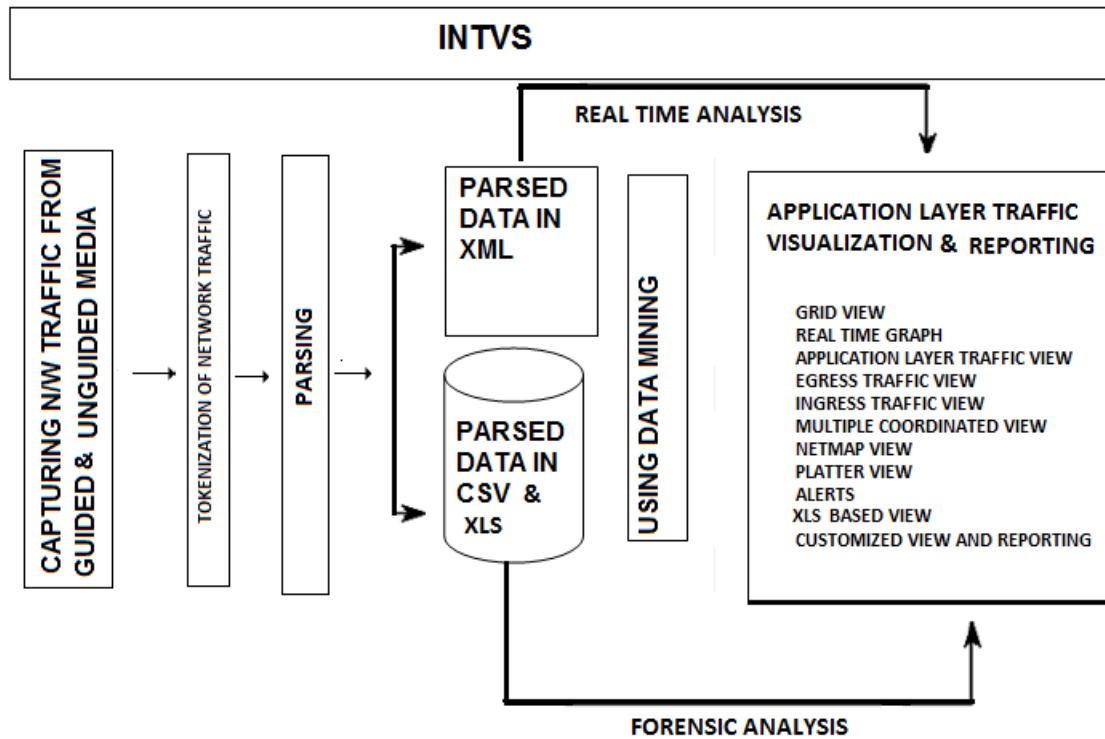 INTVS
REAL TIME ANALYSIS
CAPTURING N/W TRAFFIC FROM
GUIDED & UNGUIDED MEDIA
TOKENIZATION OF NETWORK TRAFFIC
PARSING
PARSED
DATA IN
XML
PARSED
DATA IN
CSV &
XLS
USING DATA MINING
APPLICATION LAYER TRAFFIC
VISUALIZATION & REPORTING
GRID VIEW
REAL TIME GRAPH
APPLICATION LAYER TRAFFIC VIEW
EGRESS TRAFFIC VIEW
INGRESS TRAFFIC VIEW
MULTIPLE COORDINATED VIEW
NETMAP VIEW
PLATTER VIEW
ALERTS
XLS BASED VIEW
CUSTOMIZED VIEW AND REPORTING
FORENSIC ANALYSIS